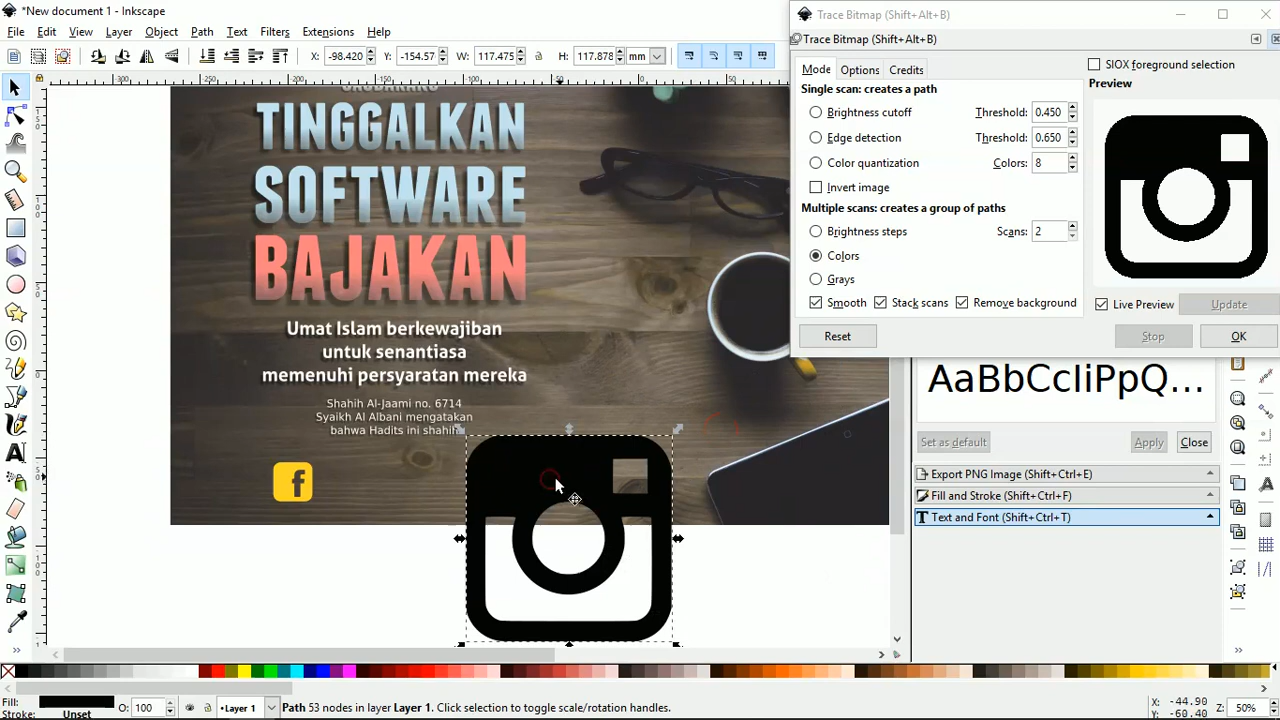 *New document 1 - Inkscape
File Edit View Layer Object Path Text Filters Extensions Help
X: -98.420 Y: -154.57 W: 117.475 H: 117.878 mm
TINGGALKAN
SOFTWARE
BAJAKAN
Umat Islam berkewajiban
untuk senantiasa
memenuhi persyaratan mereka
Shahih Al-Jaami no. 6714
Syaikh Al Albani mengatakan
bahwa Hadits ini shahih
f
Trace Bitmap (Shift+Alt+B)
Trace Bitmap (Shift+Alt+B)
Mode Options Credits
SIOX foreground selection
Preview
Single scan: creates a path
Brightness cutoff Threshold: 0.450
Edge detection Threshold: 0.650
Color quantization Colors: 8
Invert image
Multiple scans: creates a group of paths
Brightness steps Scans: 2
Colors
Grays
Smooth Stack scans Remove background
Live Preview Update
Reset Stop OK
AaBbCcIiPpQ...
Set as default Apply Close
Export PNG Image (Shift+Ctrl+E)
Fill and Stroke (Shift+Ctrl+F)
Text and Font (Shift+Ctrl+T)
Fill:
Stroke: Unset
O: 100
Layer 1
Path 53 nodes in layer Layer 1. Click selection to toggle scale/rotation handles.
X: -44.90
Y: -60.40
Z: 50%